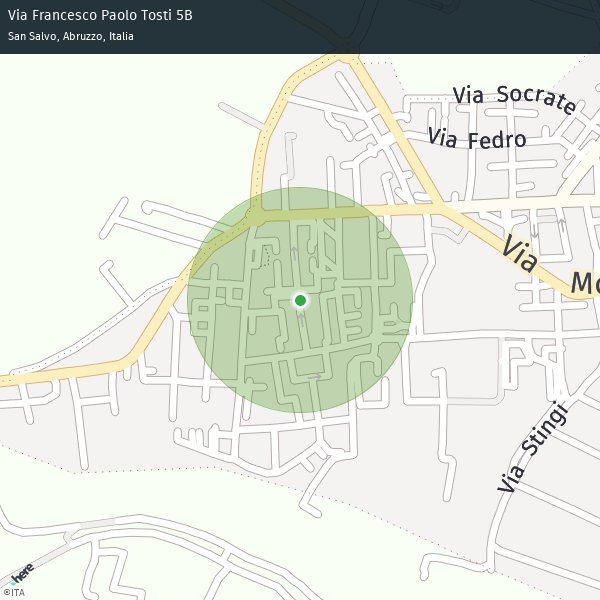 Via Francesco Paolo Tosti 5B
San Salvo, Abruzzo, Italia
Via Socrate
Via Fedro
Via
Mo
Via Stingi
here
©ITA